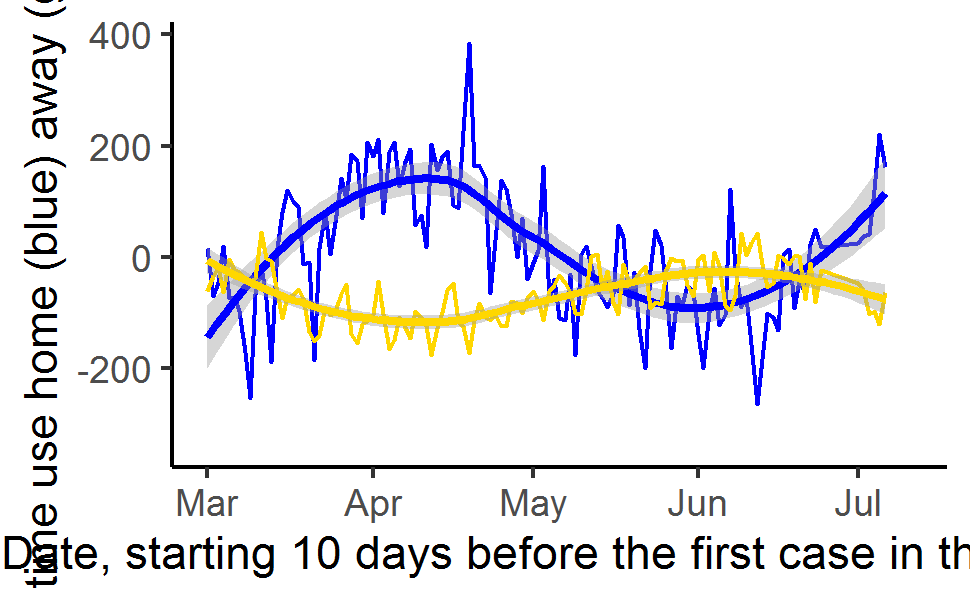 time use home (blue) away (
400
200
0
-200
Mar Apr May Jun Jul
Date, starting 10 days before the first case in th